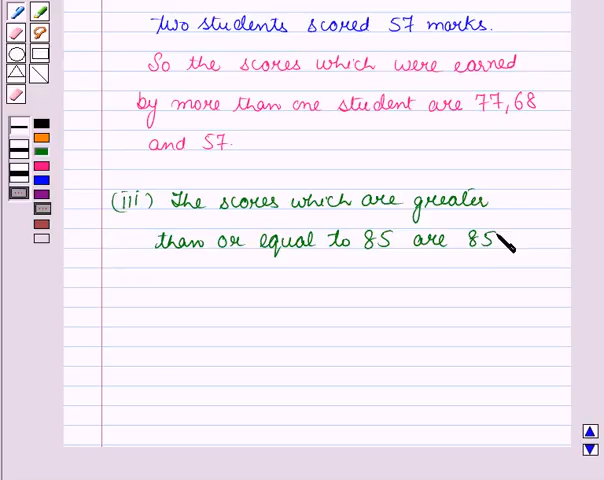 Two students scored 57 marks.
So the scores which were earned
by more than one student are 77, 68
and 57.
(iii) The scores which are greater
than or equal to 85 are 85